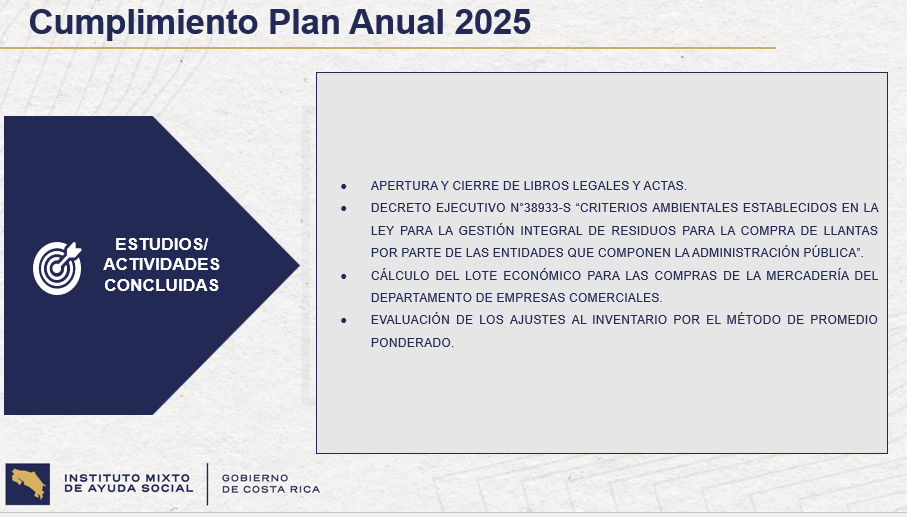 Cumplimiento Plan Anual 2025
ESTUDIOS/
ACTIVIDADES
CONCLUIDAS
● APERTURA Y CIERRE DE LIBROS LEGALES Y ACTAS.
● DECRETO EJECUTIVO N°38933-S “CRITERIOS AMBIENTALES ESTABLECIDOS EN LA
LEY PARA LA GESTIÓN INTEGRAL DE RESIDUOS PARA LA COMPRA DE LLANTAS
POR PARTE DE LAS ENTIDADES QUE COMPONEN LA ADMINISTRACIÓN PÚBLICA”.
● CÁLCULO DEL LOTE ECONÓMICO PARA LAS COMPRAS DE LA MERCADERÍA DEL
DEPARTAMENTO DE EMPRESAS COMERCIALES.
● EVALUACIÓN DE LOS AJUSTES AL INVENTARIO POR EL MÉTODO DE PROMEDIO
PONDERADO.
INSTITUTO MIXTO
DE AYUDA SOCIAL
GOBIERNO
DE COSTA RICA